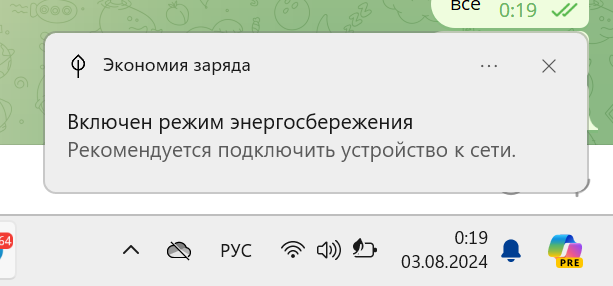 все
0:19
Экономия заряда
Включен режим энергосбережения
Рекомендуется подключить устройство к сети.
64
РУС
0:19
03.08.2024
PRE